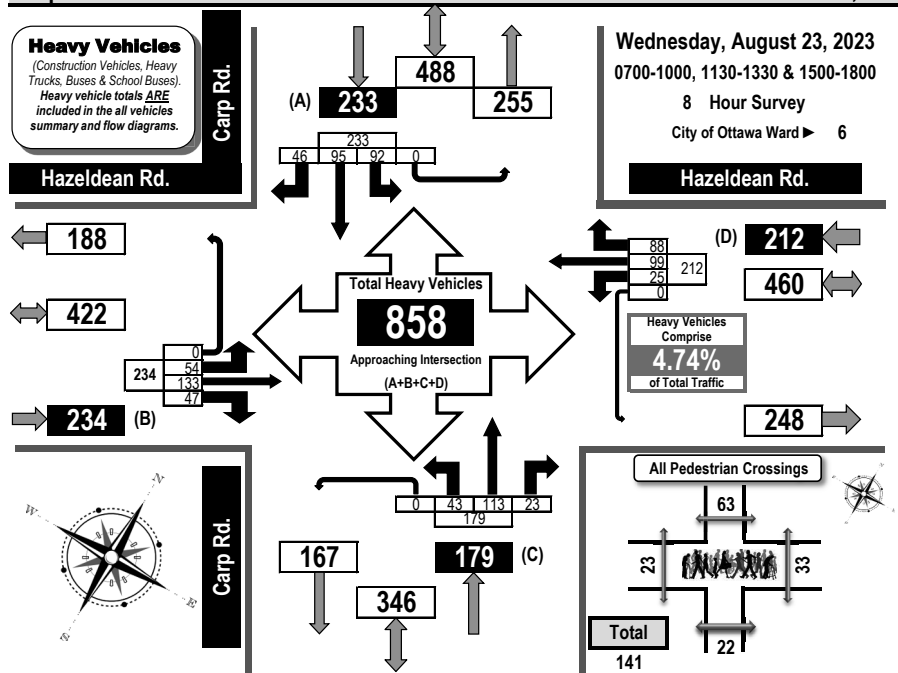 Heavy Vehicles
(Construction Vehicles, Heavy
Trucks, Buses & School Buses).
Heavy vehicle totals ARE
included in the all vehicles
summary and flow diagrams.
Carp Rd.
Hazeldean Rd.
488
(A) 233
255
233
46 95 92 0
Wednesday, August 23, 2023
0700-1000, 1130-1330 & 1500-1800
8 Hour Survey
City of Ottawa Ward ► 6
Hazeldean Rd.
188
422
0
54
133
47
234
234 (B)
Total Heavy Vehicles
858
Approaching Intersection
(A+B+C+D)
88
99
25
0
212
(D) 212
460
Heavy Vehicles
Comprise
4.74%
of Total Traffic
248
N
W
E
S
Carp Rd.
0 43 113 23
179
167
179 (C)
346
All Pedestrian Crossings
63
23
33
22
Total
141